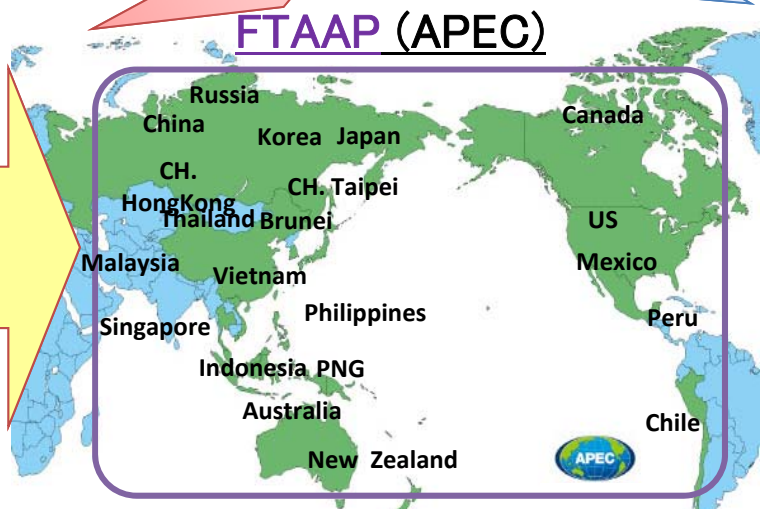 FTAAP (APEC)
Russia
Canada
China
Korea Japan
CH.
HongKong
CH. Taipei
Thailand Brunei
US
Malaysia
Vietnam
Mexico
Singapore
Philippines
Peru
Indonesia PNG
Australia
Chile
New Zealand
APEC